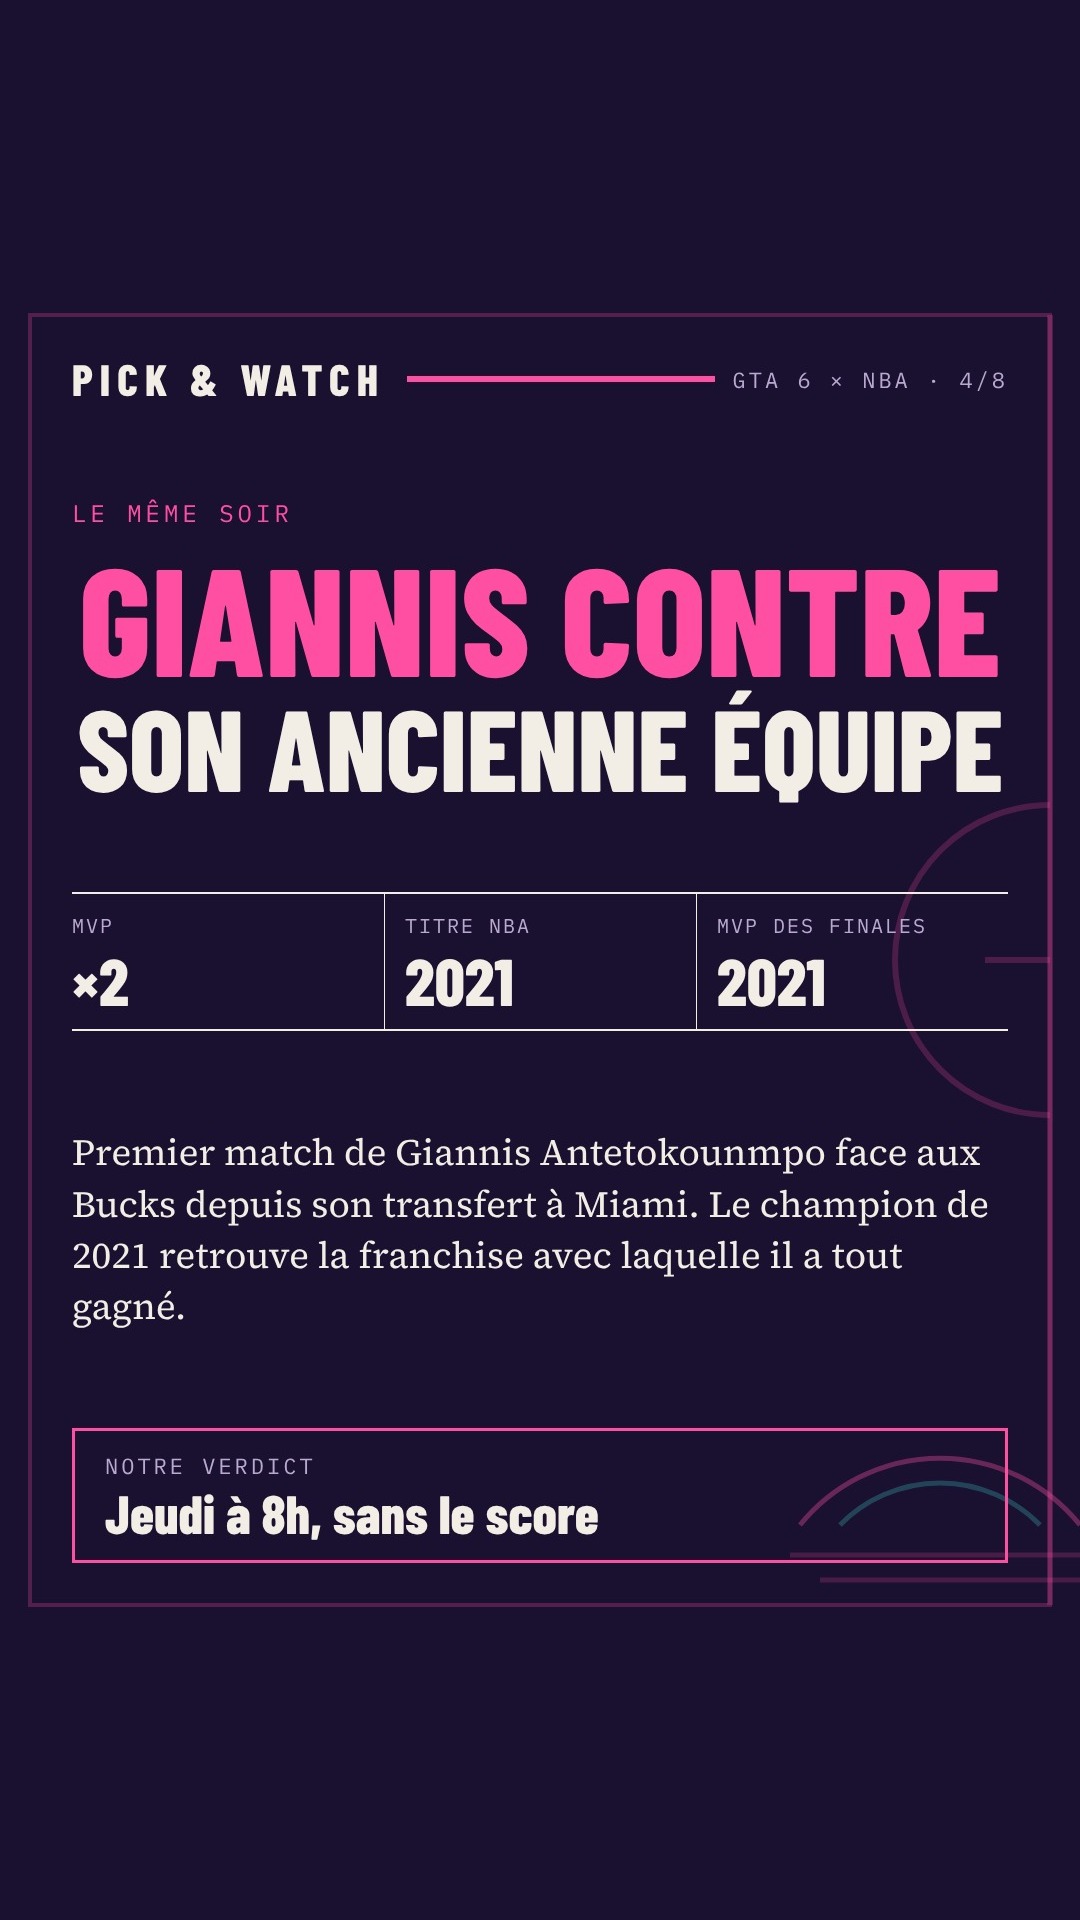 PICK & WATCH
GTA 6 × NBA · 4/8
LE MÊME SOIR
GIANNIS CONTRE
SON ANCIENNE ÉQUIPE
MVP
×2
TITRE NBA
2021
MVP DES FINALES
2021
Premier match de Giannis Antetokounmpo face aux
Bucks depuis son transfert à Miami. Le champion de
2021 retrouve la franchise avec laquelle il a tout
gagné.
NOTRE VERDICT
Jeudi à 8h, sans le score